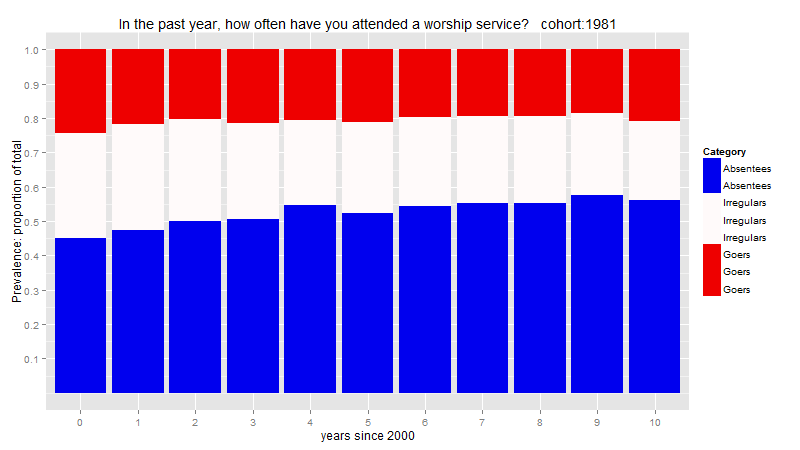 In the past year, how often have you attended a worship service?   cohort:1981
Prevalence: proportion of total
1.0
0.9
0.8
0.7
0.6
0.5
0.4
0.3
0.2
0.1
0 1 2 3 4 5 6 7 8 9 10
years since 2000
Category
Absentees
Absentees
Irregulars
Irregulars
Irregulars
Goers
Goers
Goers